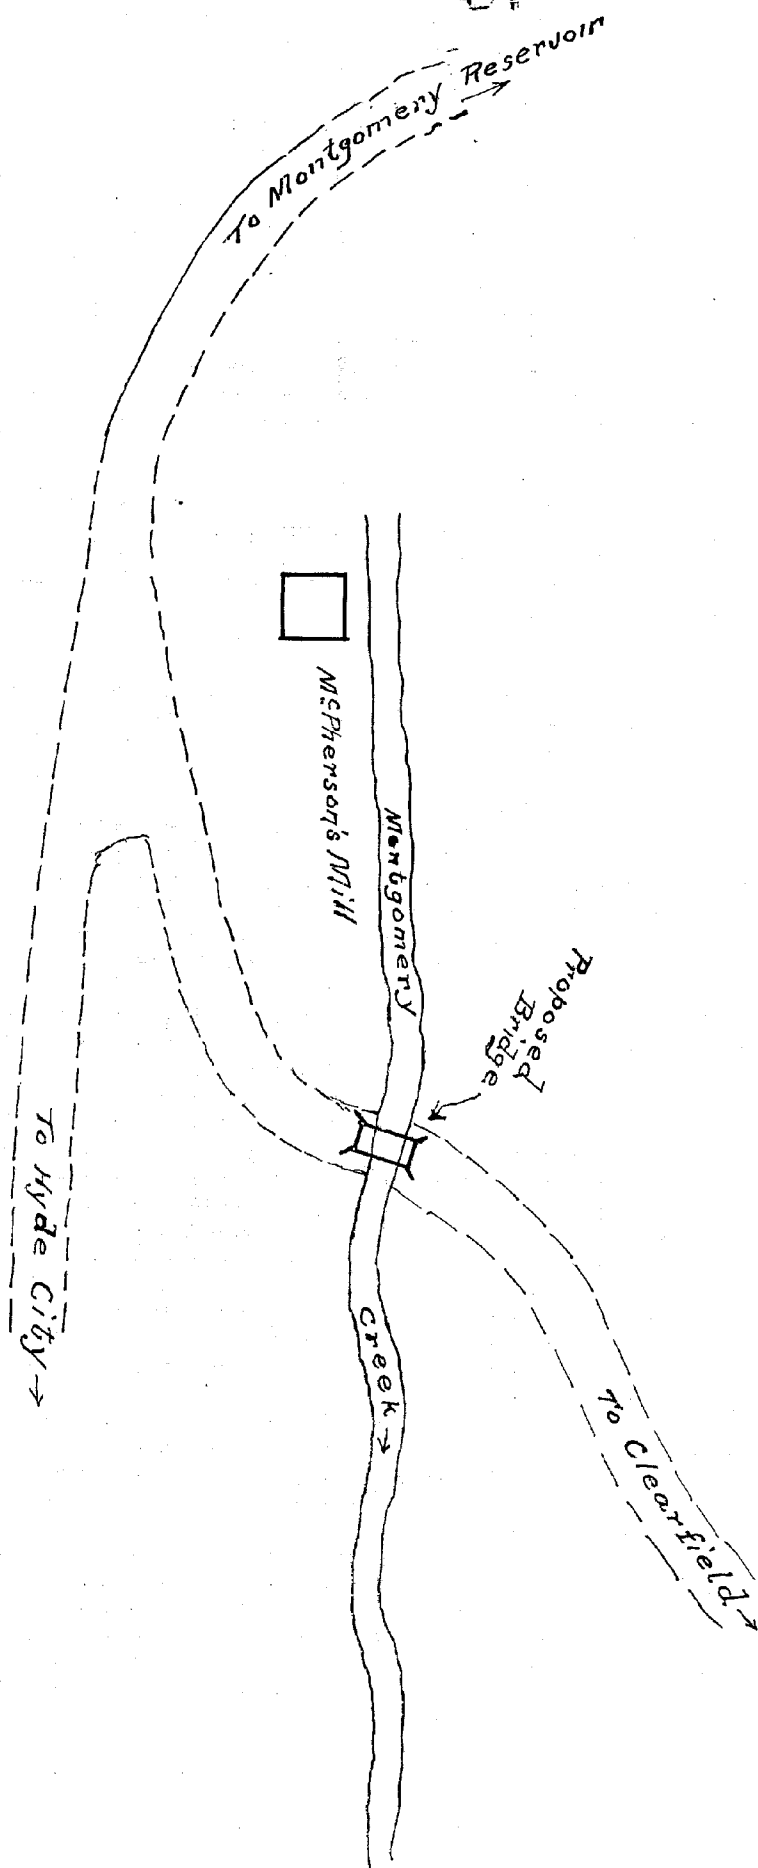 To Montgomery Reservoir →
McPherson's Mill
Montgomery
Proposed
Bridge
To Hyde City →
Creek →
To Clearfield →